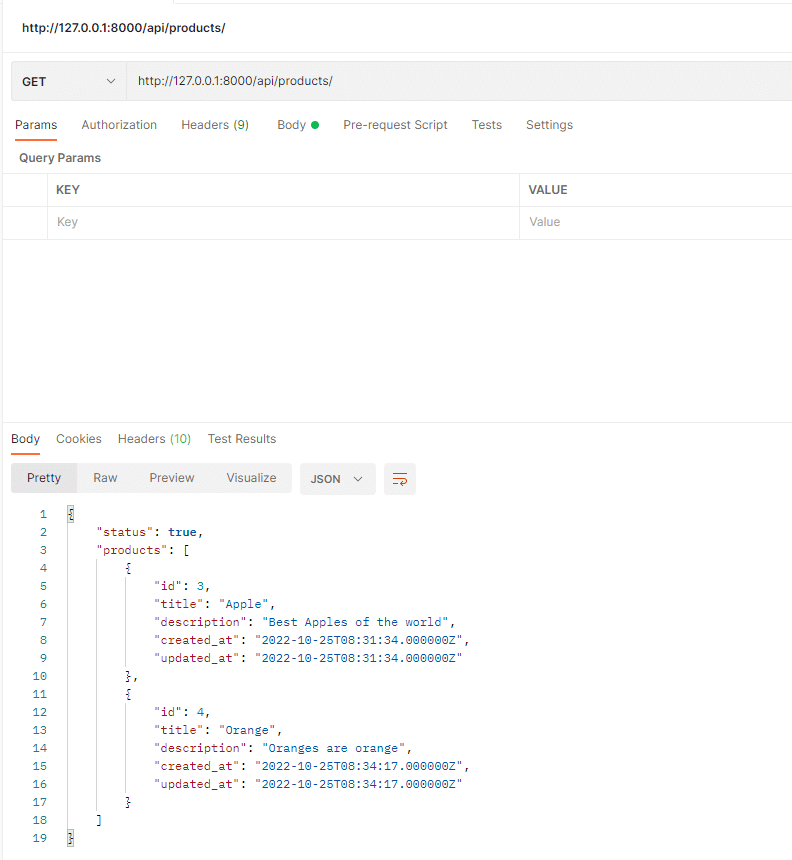 http://127.0.0.1:8000/api/products/
GET http://127.0.0.1:8000/api/products/
Params Authorization Headers (9) Body Pre-request Script Tests Settings
Query Params
KEY VALUE
Key Value
Body Cookies Headers (10) Test Results
Pretty Raw Preview Visualize JSON
1 {
2 "status": true,
3 "products": [
4 {
5 "id": 3,
6 "title": "Apple",
7 "description": "Best Apples of the world",
8 "created_at": "2022-10-25T08:31:34.000000Z",
9 "updated_at": "2022-10-25T08:31:34.000000Z"
10 },
11 {
12 "id": 4,
13 "title": "Orange",
14 "description": "Oranges are orange",
15 "created_at": "2022-10-25T08:34:17.000000Z",
16 "updated_at": "2022-10-25T08:34:17.000000Z"
17 }
18 ]
19 }